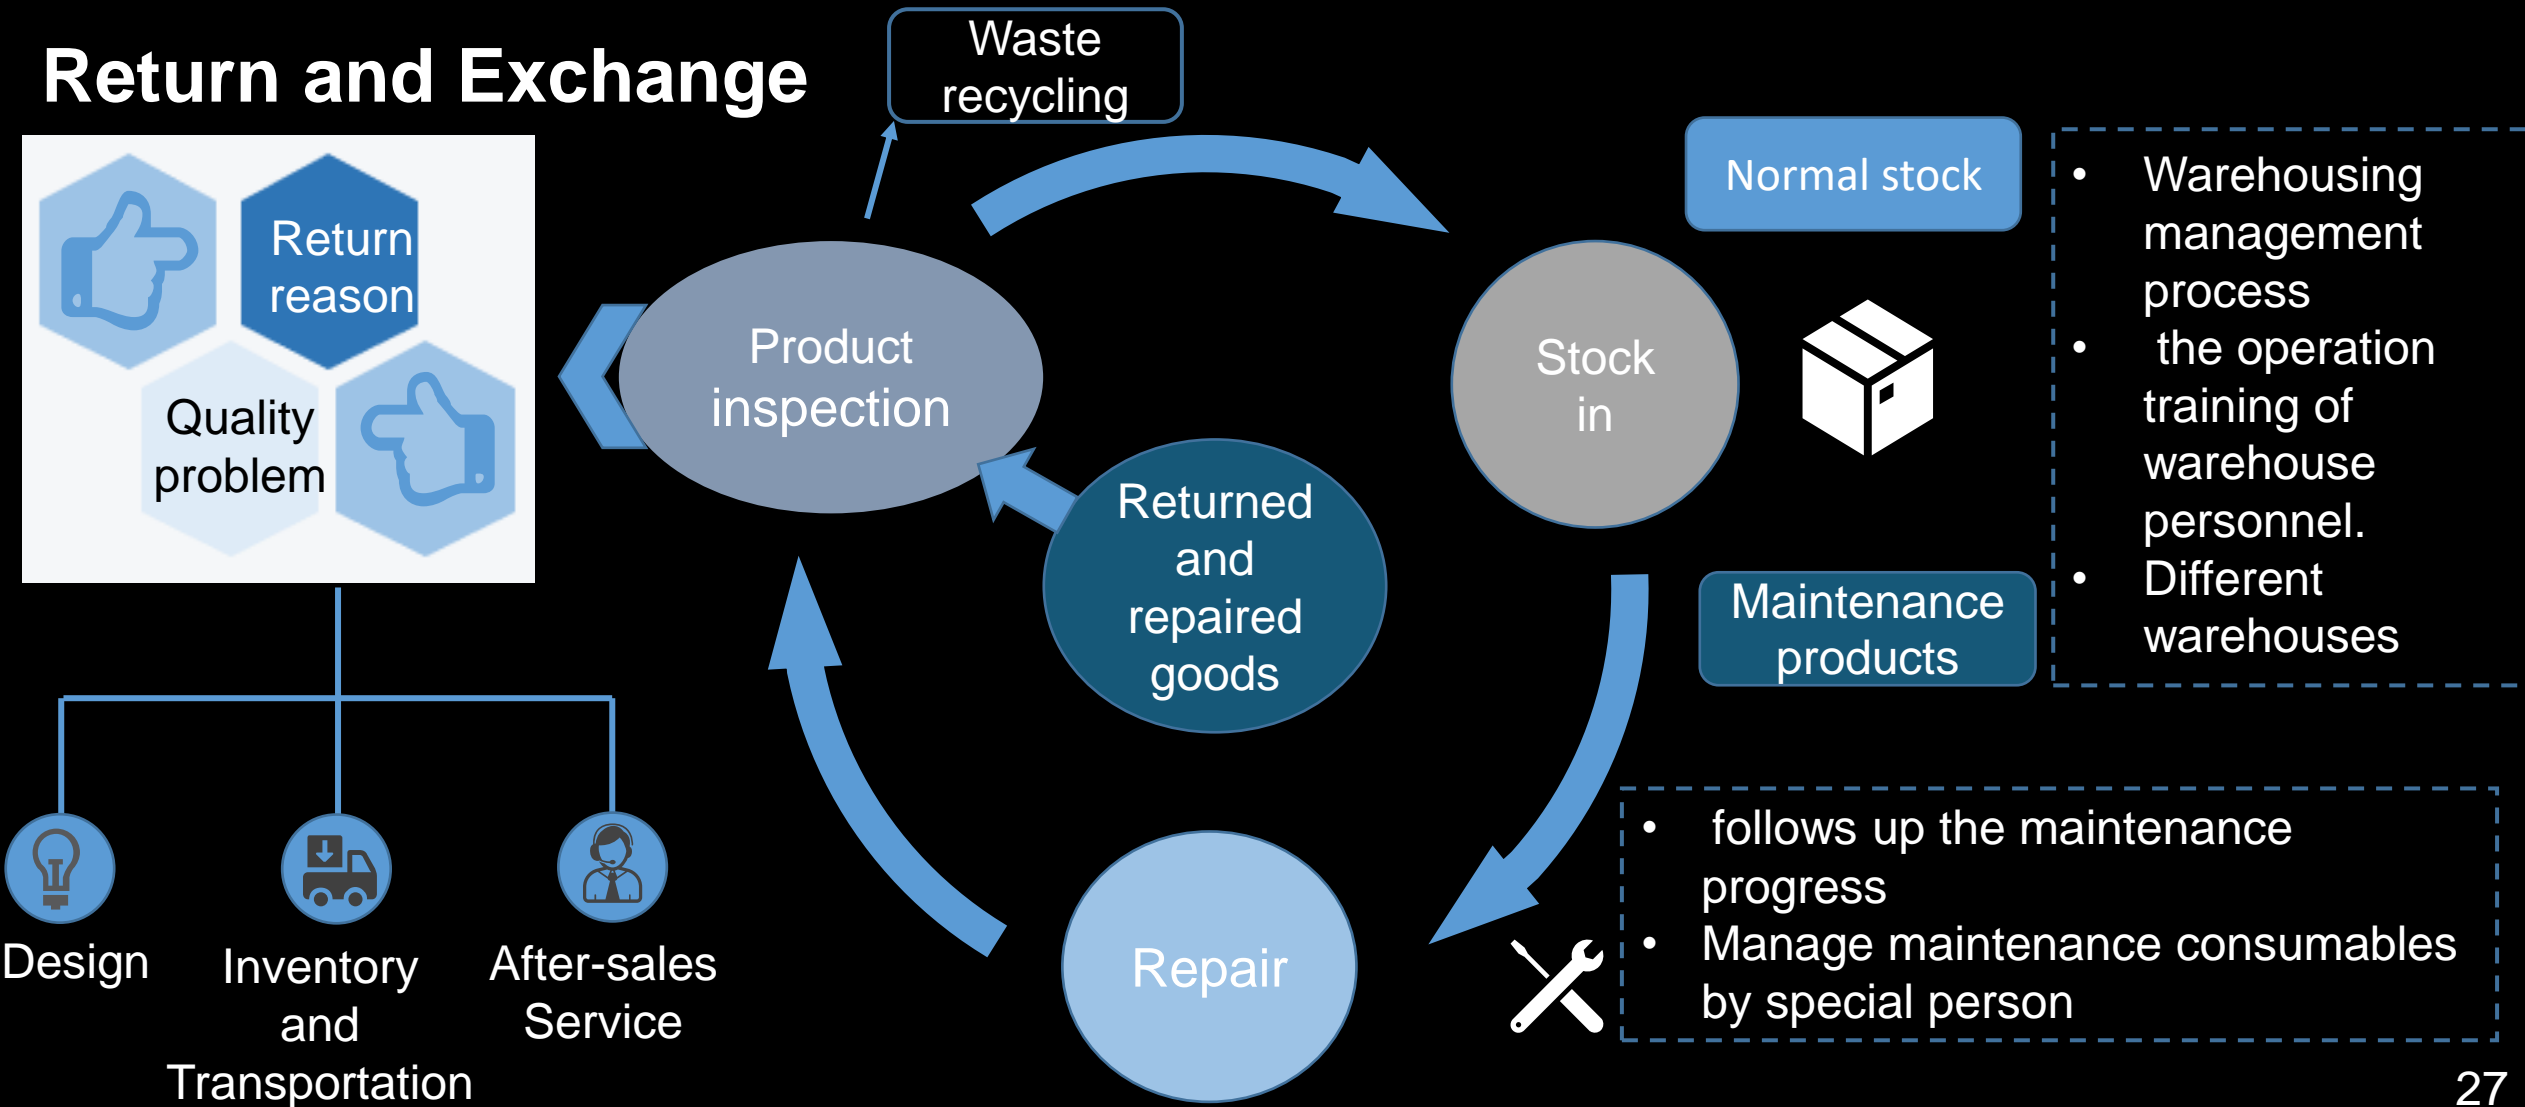 Return and Exchange
Waste
recycling
Return
reason
Quality
problem
Product
inspection
Stock
in
Normal stock
• Warehousing
management
process
• the operation
training of
warehouse
personnel.
• Different
warehouses
Returned
and
repaired
goods
Maintenance
products
Design
Inventory
and
Transportation
After-sales
Service
Repair
• follows up the maintenance
progress
• Manage maintenance consumables
by special person
27